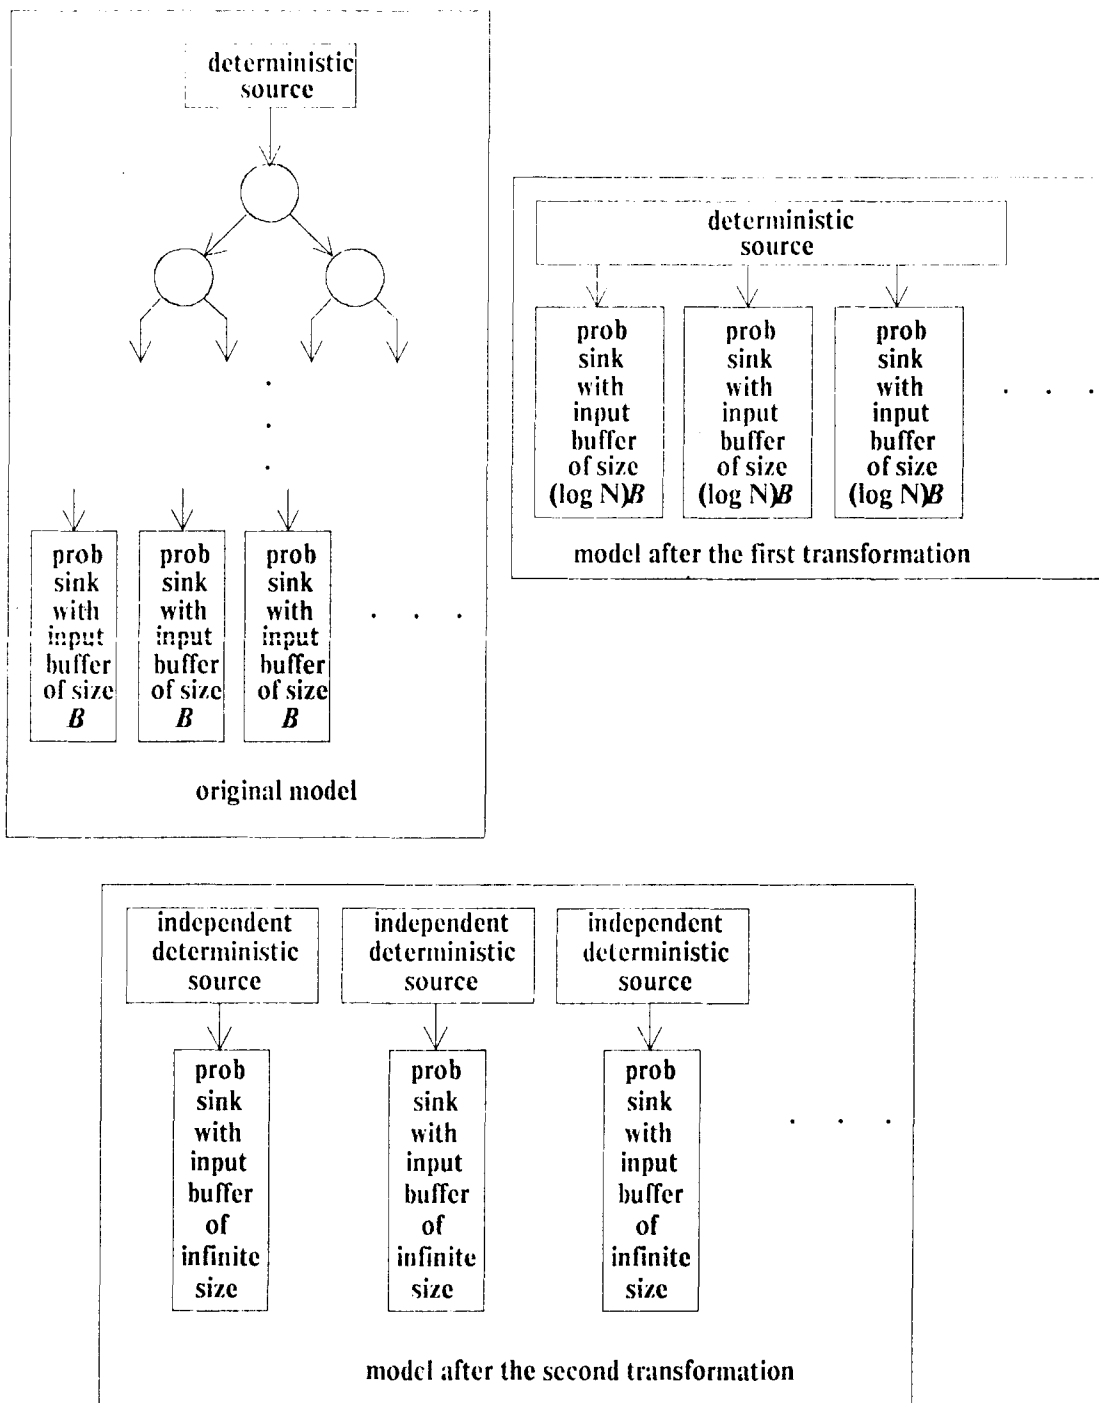 deterministic
source
prob
sink
with
input
buffer
of size
B
prob
sink
with
input
buffer
of size
B
prob
sink
with
input
buffer
of size
B
. . .
original model
deterministic
source
prob
sink
with
input
buffer
of size
(log N)B
prob
sink
with
input
buffer
of size
(log N)B
prob
sink
with
input
buffer
of size
(log N)B
. . .
model after the first transformation
independent
deterministic
source
independent
deterministic
source
independent
deterministic
source
prob
sink
with
input
buffer
of
infinite
size
prob
sink
with
input
buffer
of
infinite
size
prob
sink
with
input
buffer
of
infinite
size
. . .
model after the second transformation